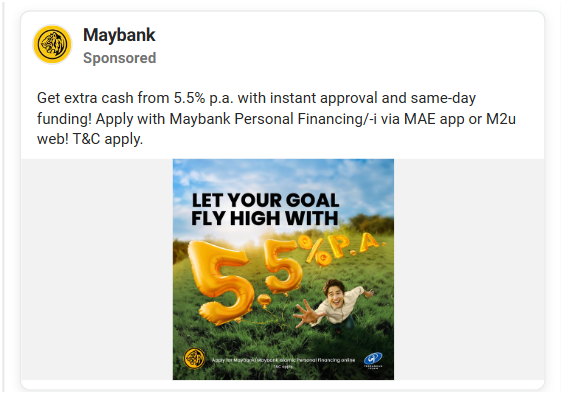 Maybank
Sponsored
Get extra cash from 5.5% p.a. with instant approval and same-day
funding! Apply with Maybank Personal Financing/-i via MAE app or M2u
web! T&C apply.
LET YOUR GOAL
FLY HIGH WITH
5.5% P.A.
Apply for Maybank/Maybank Islamic Personal Financing online
T&C apply.